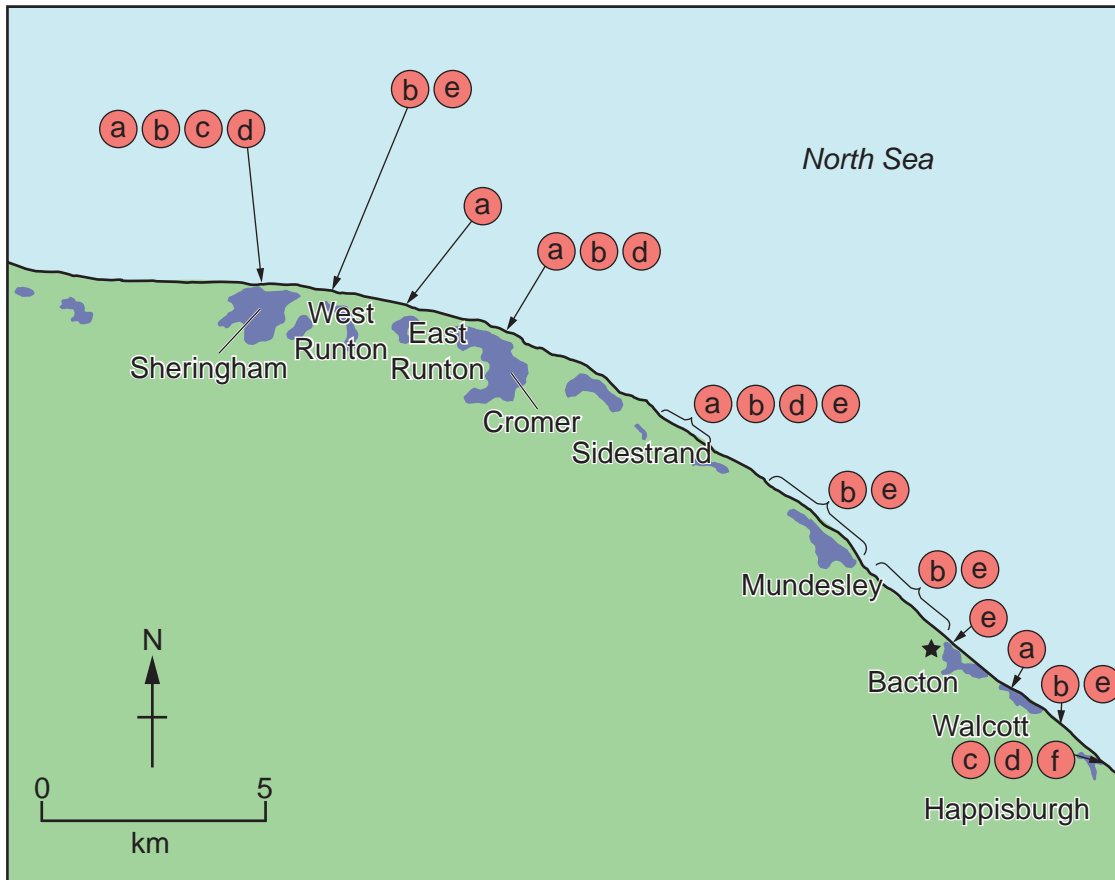 b e
a b c d
North Sea
a
a b d
West
Runton
East
Runton
Sheringham
a b d e
Cromer
Sidestrand
b e
b e
Mundesley
e
N
a
Bacton
b e
Walcott
c d f
0 5
km
Happisburgh